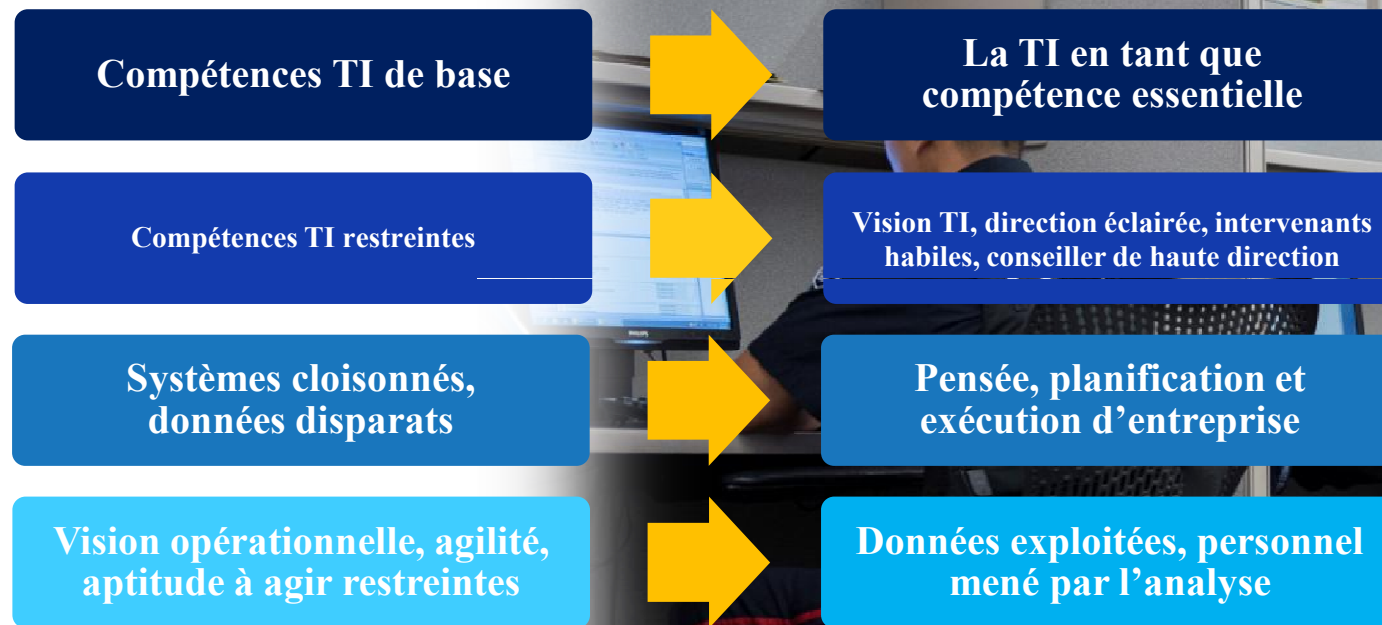 Compétences TI de base
La TI en tant que
compétence essentielle
Compétences TI restreintes
Vision TI, direction éclairée, intervenants
habiles, conseiller de haute direction
Systèmes cloisonnés,
données disparats
Pensée, planification et
exécution d’entreprise
Vision opérationnelle, agilité,
aptitude à agir restreintes
Données exploitées, personnel
mené par l’analyse